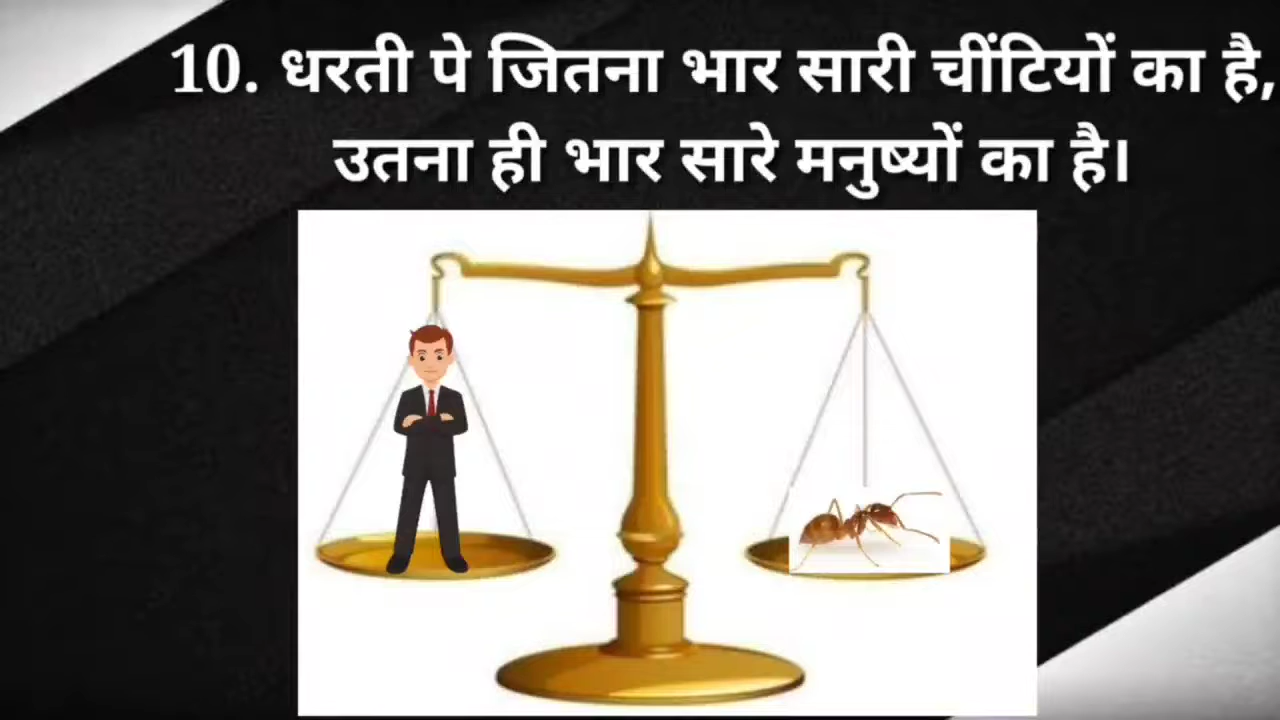 10. धरती पे जितना भार सारी चींटियों का है,
उतना ही भार सारे मनुष्यों का है।